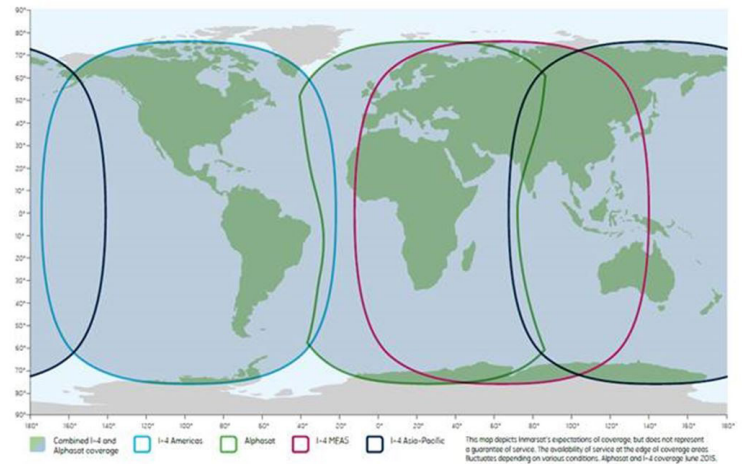 90°
80°
70°
60°
50°
40°
30°
20°
10°
0°
10°
20°
30°
40°
50°
60°
70°
80°
90°
180° 160° 140° 120° 100° 80° 60° 40° 20° 0° 20° 40° 60° 80° 100° 120° 140° 160° 180°
Combined I-4 and
Alphasat coverage
I-4 Americas
Alphasat
I-4 MEAS
I-4 Asia-Pacific
This map depicts Inmarsat's expectations of coverage, but does not represent
a guarantee of service. The availability of service at the edge of coverage areas
fluctuates depending on various conditions. Alphasat and I-4 coverage June 2015.